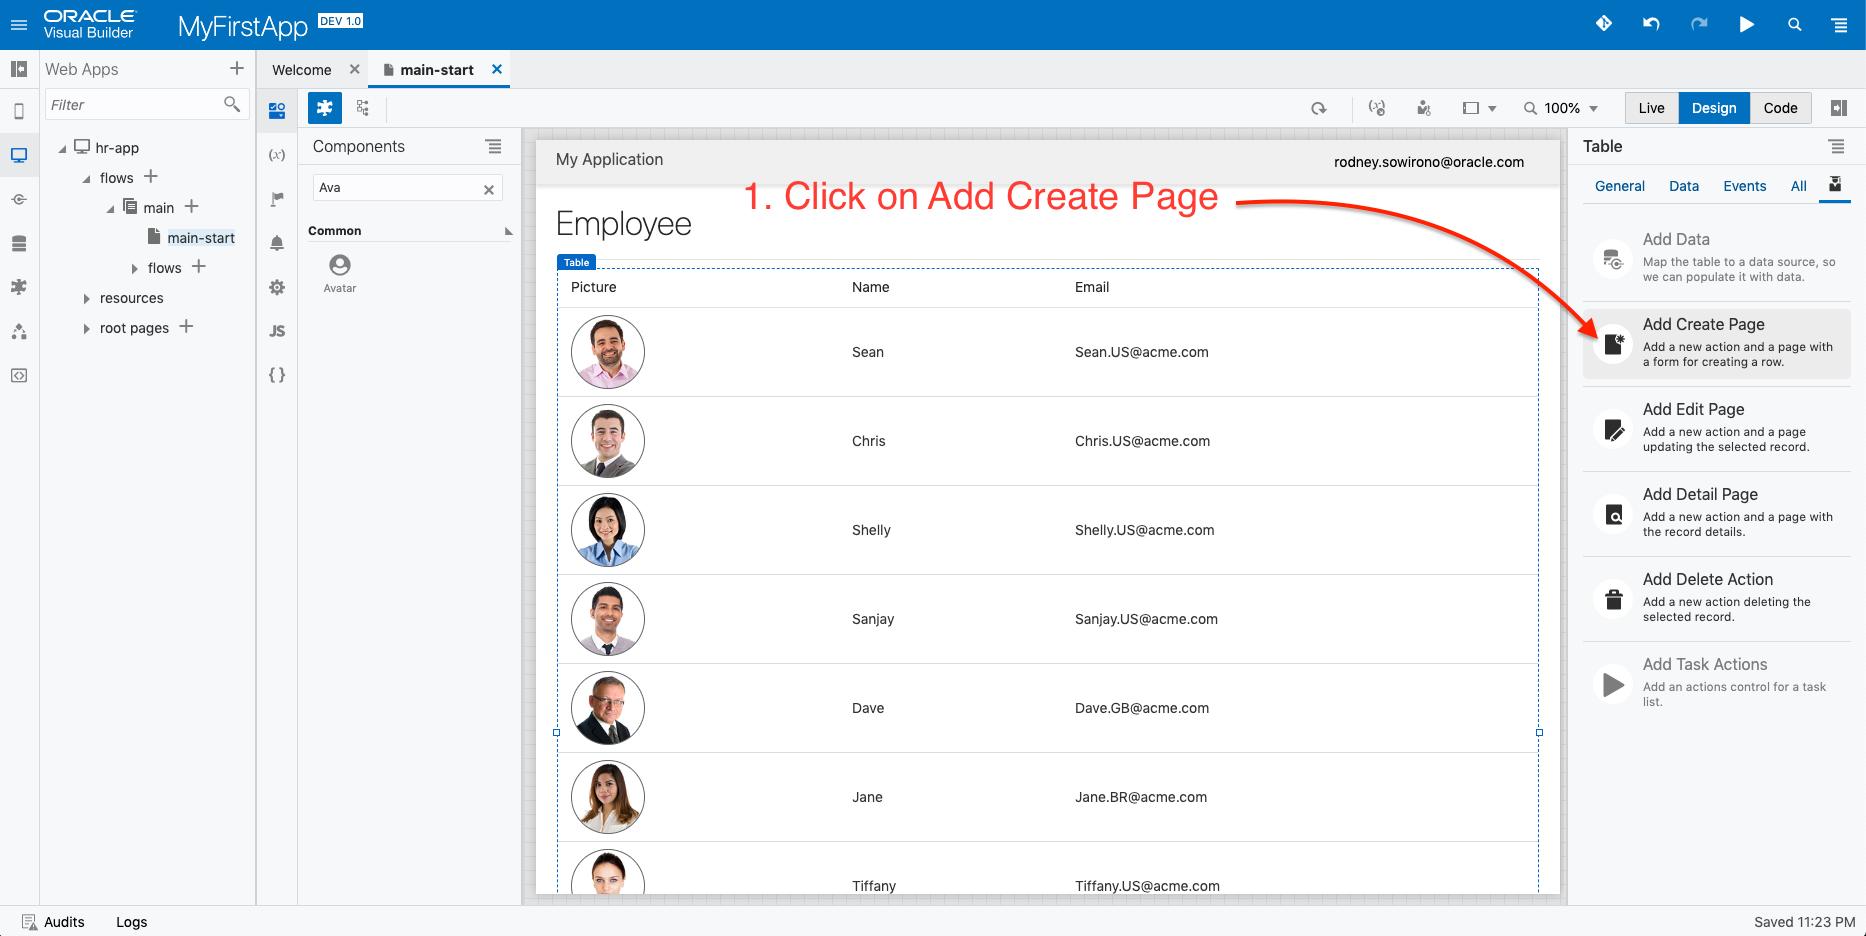 ORACLE
Visual Builder
MyFirstApp
DEV 1.0
Web Apps
Welcome
main-start
Filter
100%
Live
Design
Code
hr-app
flows
main
main-start
flows
resources
root pages
(x)
JS
{ }
Components
Ava
Common
Avatar
My Application
rodney.sowirono@oracle.com
1. Click on Add Create Page
Employee
Table
Picture Name Email
Sean Sean.US@acme.com
Chris Chris.US@acme.com
Shelly Shelly.US@acme.com
Sanjay Sanjay.US@acme.com
Dave Dave.GB@acme.com
Jane Jane.BR@acme.com
Tiffany Tiffany.US@acme.com
Table
General Data Events All
Add Data
Map the table to a data source, so
we can populate it with data.
Add Create Page
Add a new action and a page with
a form for creating a row.
Add Edit Page
Add a new action and a page
updating the selected record.
Add Detail Page
Add a new action and a page with
the record details.
Add Delete Action
Add a new action deleting the
selected record.
Add Task Actions
Add an actions control for a task
list.
Audits Logs
Saved 11:23 PM